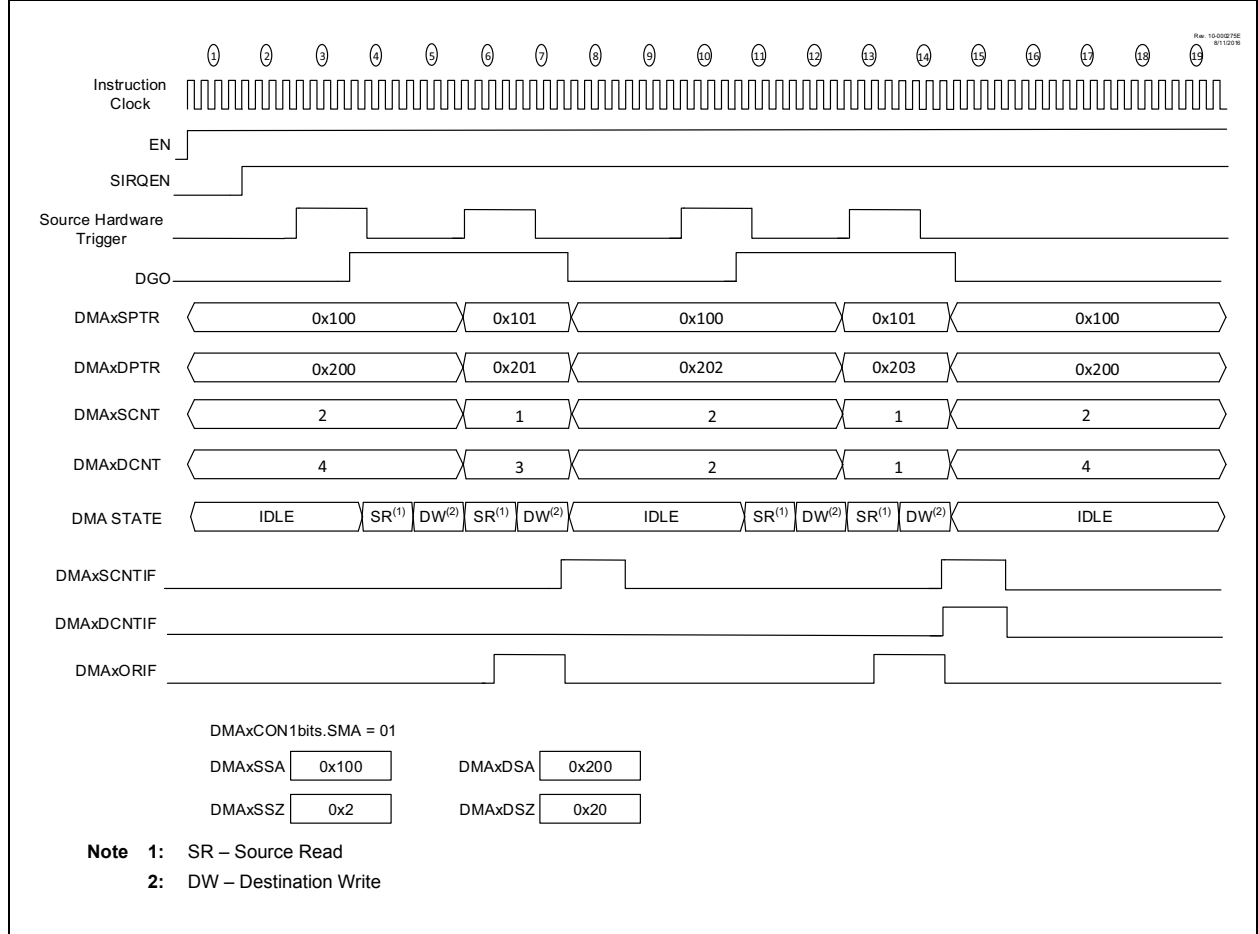 Rev. 10-000275E
8/11/2016
1 2 3 4 5 6 7 8 9 10 11 12 13 14 15 16 17 18 19
Instruction
Clock
EN
SIRQEN
Source Hardware
Trigger
DGO
DMAxSPTR 0x100 0x101 0x100 0x101 0x100
DMAxDPTR 0x200 0x201 0x202 0x203 0x200
DMAxSCNT 2 1 2 1 2
DMAxDCNT 4 3 2 1 4
DMA STATE IDLE SR(1) DW(2) SR(1) DW(2) IDLE SR(1) DW(2) SR(1) DW(2) IDLE
DMAxSCNTIF
DMAxDCNTIF
DMAxORIF
DMAxCON1bits.SMA = 01
DMAxSSA 0x100 DMAxDSA 0x200
DMAxSSZ 0x2 DMAxDSZ 0x20
Note 1: SR – Source Read
2: DW – Destination Write